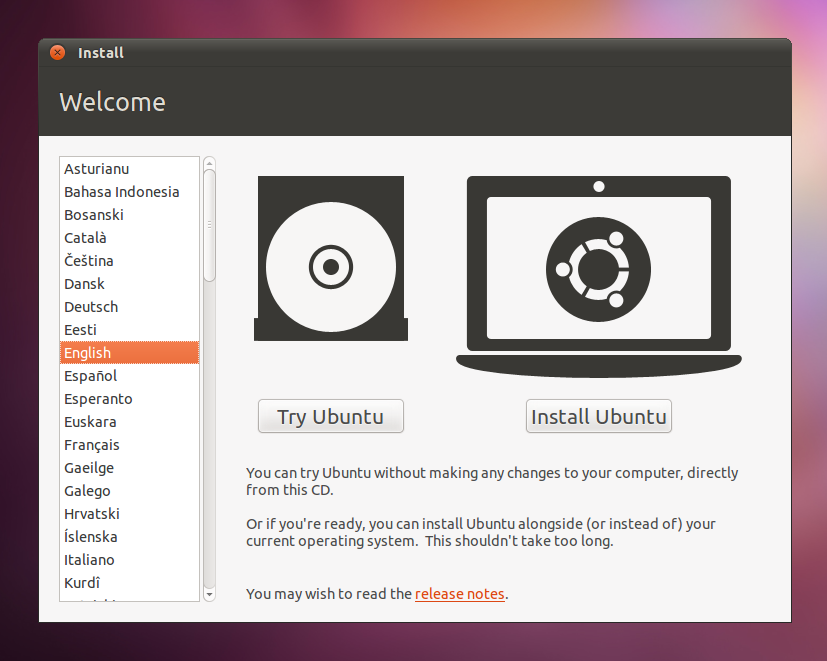 Install
Welcome
Asturianu
Bahasa Indonesia
Bosanski
Català
Čeština
Dansk
Deutsch
Eesti
English
Español
Esperanto
Euskara
Français
Gaeilge
Galego
Hrvatski
Íslenska
Italiano
Kurdî
Try Ubuntu
Install Ubuntu
You can try Ubuntu without making any changes to your computer, directly
from this CD.
Or if you're ready, you can install Ubuntu alongside (or instead of) your
current operating system.  This shouldn't take too long.
You may wish to read the release notes.